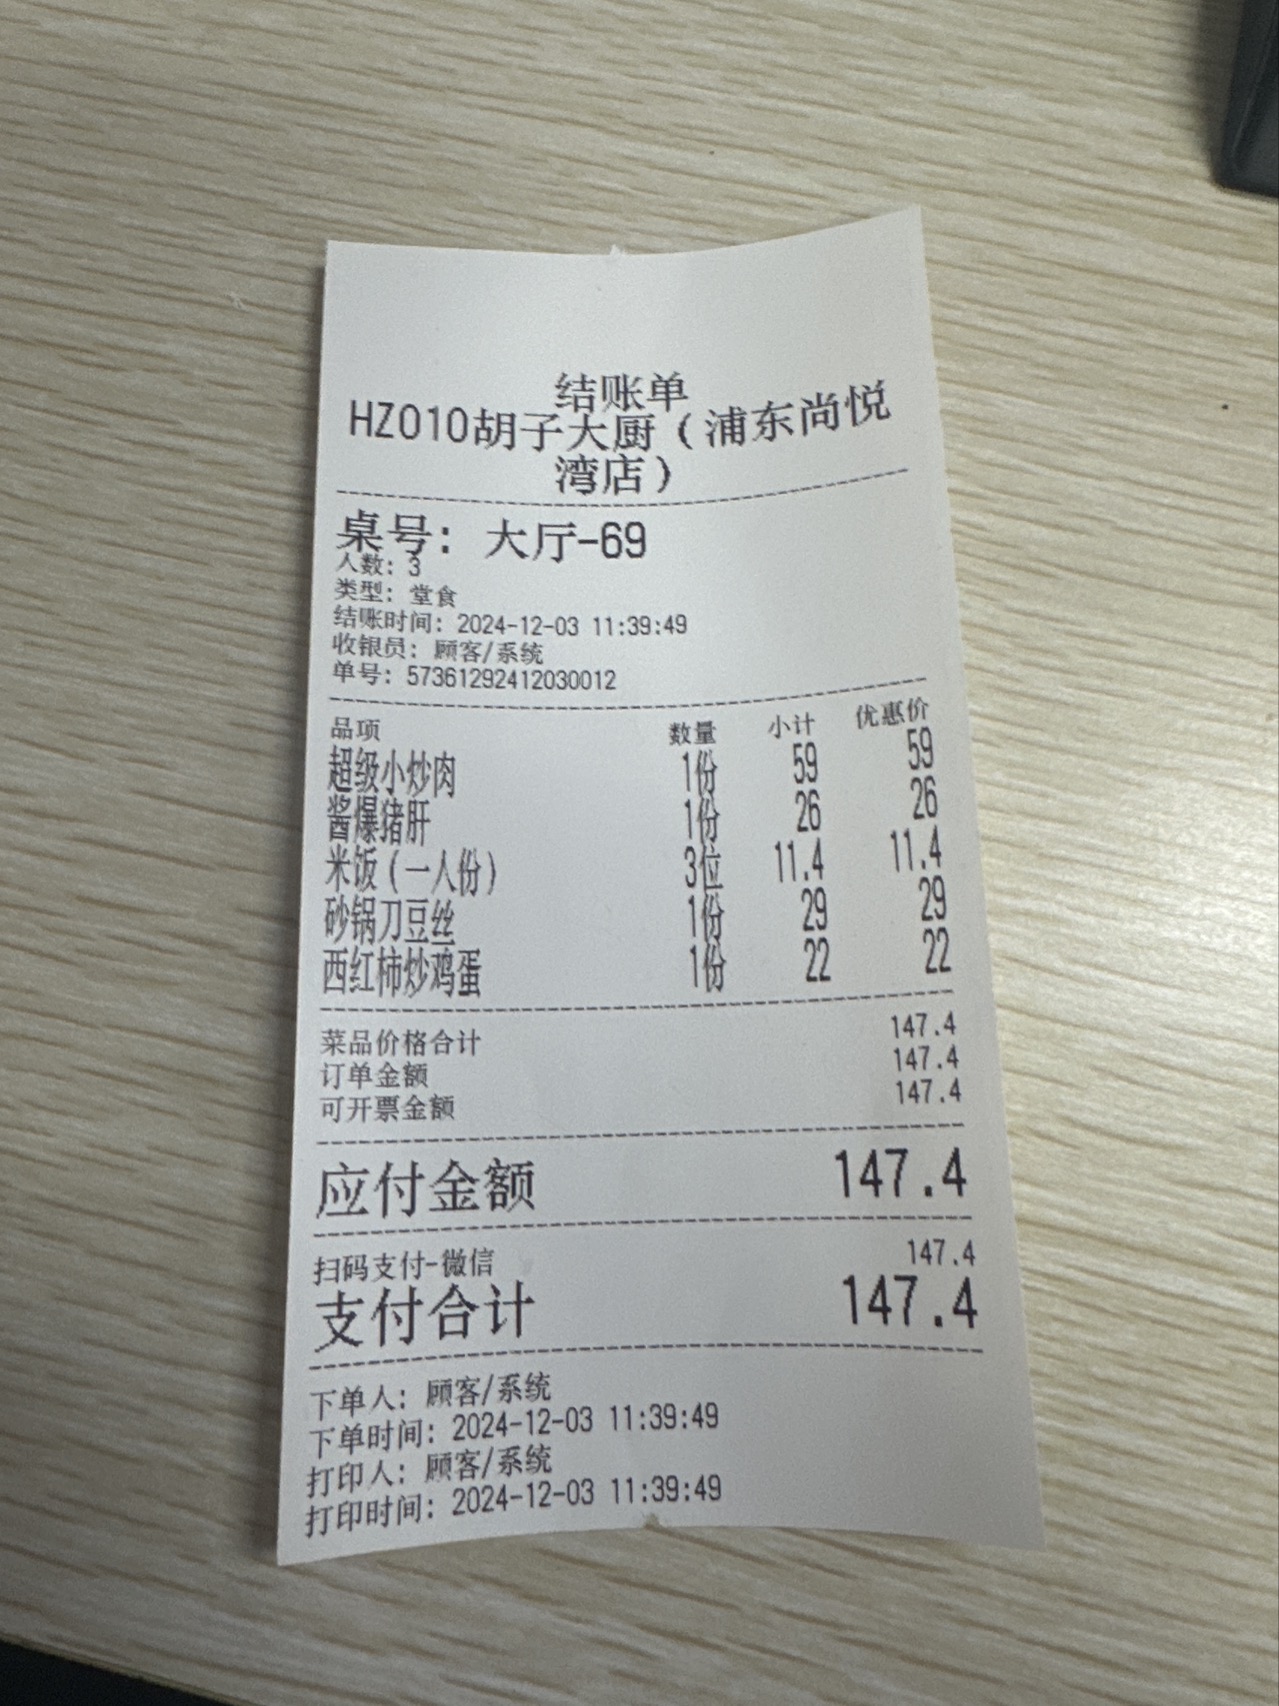 结账单
HZ010胡子大厨（浦东尚悦
湾店）
桌号：大厅-69
人数：3
类型：堂食
结账时间：2024-12-03 11:39:49
收银员：顾客/系统
单号：57361292412030012
品项 数量 小计 优惠价
超级小炒肉 1份 59 59
酱爆猪肝 1份 26 26
米饭（一人份） 3位 11.4 11.4
砂锅刀豆丝 1份 29 29
西红柿炒鸡蛋 1份 22 22
菜品价格合计 147.4
订单金额 147.4
可开票金额 147.4
应付金额 147.4
扫码支付-微信 147.4
支付合计 147.4
下单人：顾客/系统
下单时间：2024-12-03 11:39:49
打印人：顾客/系统
打印时间：2024-12-03 11:39:49